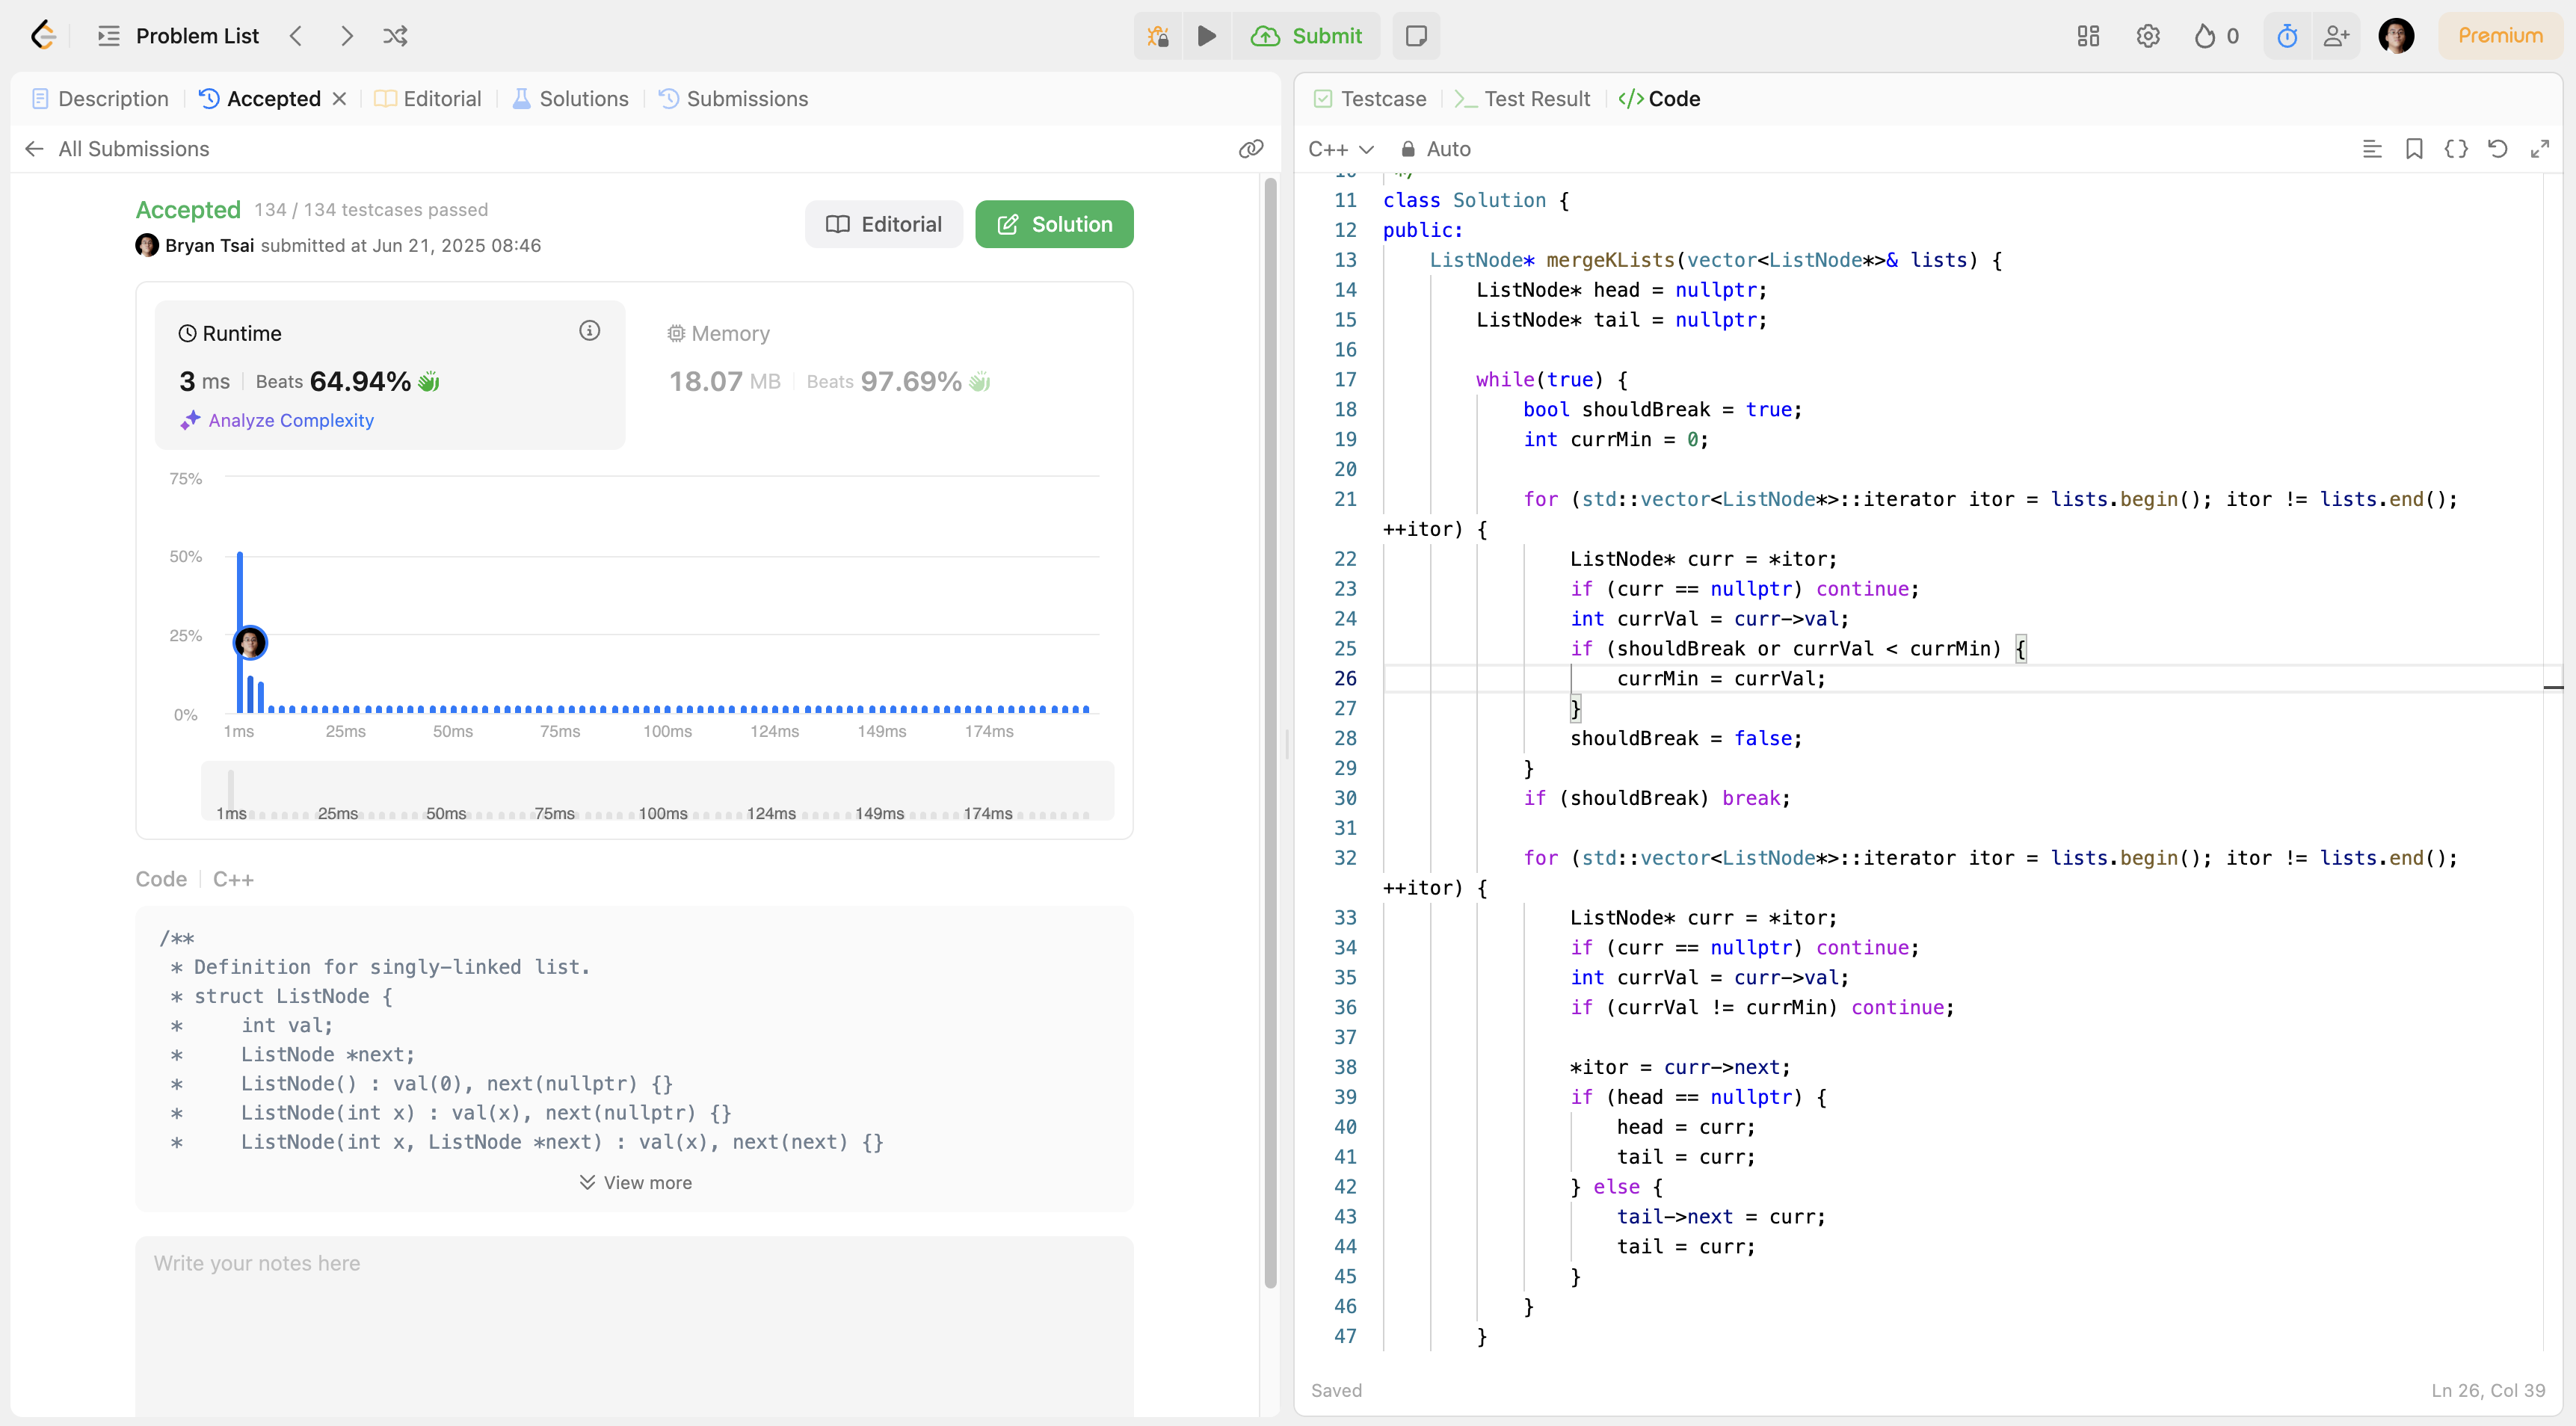 Problem List
Submit
0
Premium
Description
Accepted
Editorial
Solutions
Submissions
All Submissions
Accepted 134 / 134 testcases passed
Bryan Tsai submitted at Jun 21, 2025 08:46
Editorial
Solution
Runtime
3 ms Beats 64.94%
Analyze Complexity
Memory
18.07 MB Beats 97.69%
75%
50%
25%
0%
1ms 25ms 50ms 75ms 100ms 124ms 149ms 174ms
1ms 25ms 50ms 75ms 100ms 124ms 149ms 174ms
Code C++
/**
 * Definition for singly-linked list.
 * struct ListNode {
 *     int val;
 *     ListNode *next;
 *     ListNode() : val(0), next(nullptr) {}
 *     ListNode(int x) : val(x), next(nullptr) {}
 *     ListNode(int x, ListNode *next) : val(x), next(next) {}
View more
Write your notes here
Testcase
Test Result
</> Code
C++
Auto
10 */
11 class Solution {
12 public:
13     ListNode* mergeKLists(vector<ListNode*>& lists) {
14         ListNode* head = nullptr;
15         ListNode* tail = nullptr;
16
17         while(true) {
18             bool shouldBreak = true;
19             int currMin = 0;
20
21             for (std::vector<ListNode*>::iterator itor = lists.begin(); itor != lists.end();
++itor) {
22                 ListNode* curr = *itor;
23                 if (curr == nullptr) continue;
24                 int currVal = curr->val;
25                 if (shouldBreak or currVal < currMin) {
26                     currMin = currVal;
27                 }
28                 shouldBreak = false;
29             }
30             if (shouldBreak) break;
31
32             for (std::vector<ListNode*>::iterator itor = lists.begin(); itor != lists.end();
++itor) {
33                 ListNode* curr = *itor;
34                 if (curr == nullptr) continue;
35                 int currVal = curr->val;
36                 if (currVal != currMin) continue;
37
38                 *itor = curr->next;
39                 if (head == nullptr) {
40                     head = curr;
41                     tail = curr;
42                 } else {
43                     tail->next = curr;
44                     tail = curr;
45                 }
46             }
47         }
Saved
Ln 26, Col 39